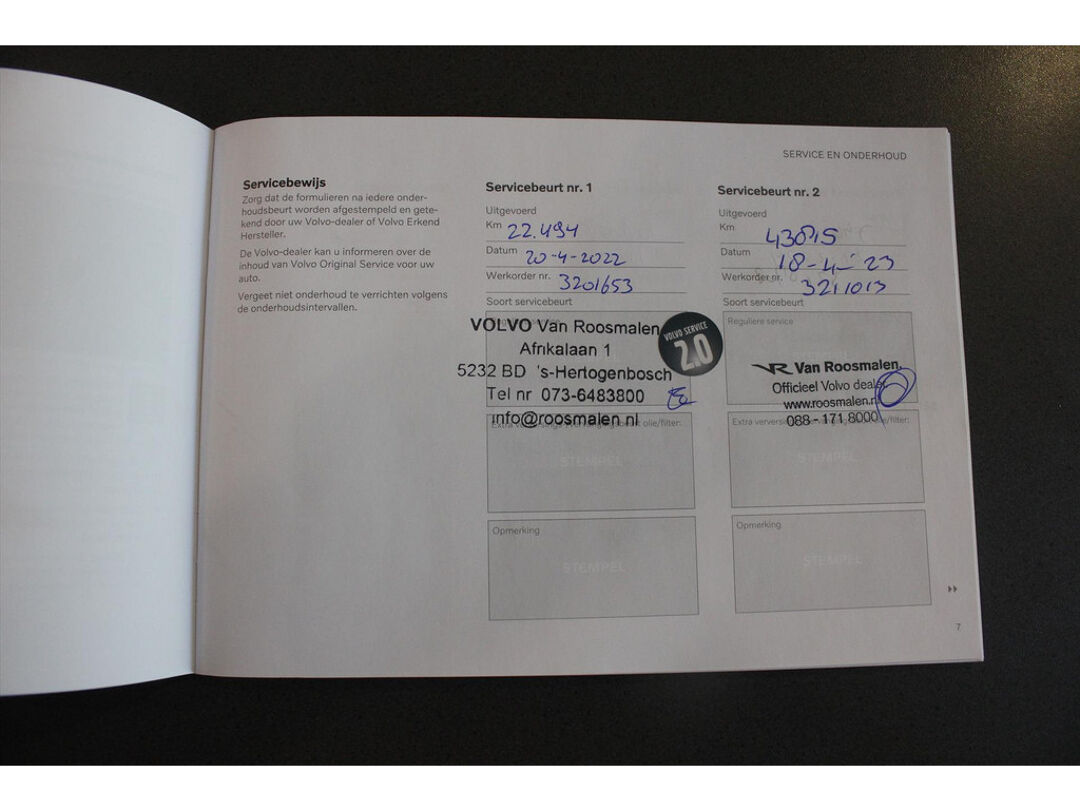 SERVICE EN ONDERHOUD
Servicebewijs
Zorg dat de formulieren na iedere onder-
houdsbeurt worden afgestempeld en gete-
kend door uw Volvo-dealer of Volvo Erkend
Hersteller.
De Volvo-dealer kan u informeren over de
inhoud van Volvo Original Service voor uw
auto.
Vergeet niet onderhoud te verrichten volgens
de onderhoudsintervallen.
Servicebeurt nr. 1
Uitgevoerd
Km 22.494
Datum 20-4-2022
Werkorder nr. 3201653
Soort servicebeurt
VOLVO Van Roosmalen
Afrikalaan 1
5232 BD 's-Hertogenbosch
Tel nr 073-6483800
info@roosmalen.nl
VOLVO SERVICE
2.0
olie/filter:
STEMPEL
Opmerking
STEMPEL
Servicebeurt nr. 2
Uitgevoerd
Km 43815
Datum 18-4-23
Werkorder nr. 3211013
Soort servicebeurt
Reguliere service
VR Van Roosmalen
Officieel Volvo dealer
www.roosmalen.nl
088 - 171 8000
Extra olie/filter:
STEMPEL
Opmerking
STEMPEL
7